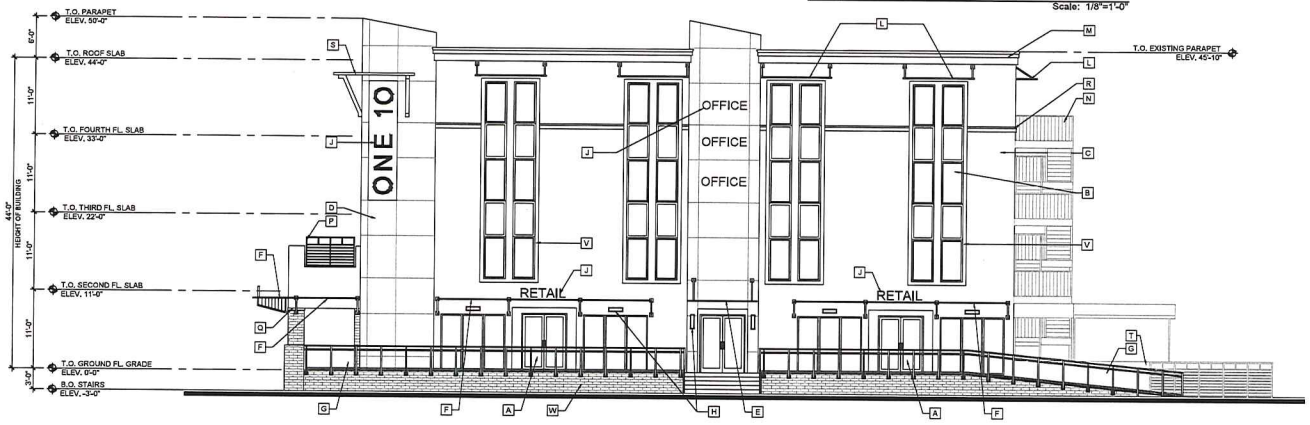 Scale: 1/8"=1'-0"
T.O. PARAPET
ELEV. 50'-0"
6'-0"
T.O. ROOF SLAB
ELEV. 44'-0"
11'-0"
T.O. FOURTH FL. SLAB
ELEV. 33'-0"
11'-0"
T.O. THIRD FL. SLAB
ELEV. 22'-0"
11'-0"
T.O. SECOND FL. SLAB
ELEV. 11'-0"
11'-0"
T.O. GROUND FL. GRADE
ELEV. 0'-0"
3'-0"
B.O. STAIRS
ELEV. -3'-0"
44'-0"
HEIGHT OF BUILDING
T.O. EXISTING PARAPET
ELEV. 45'-10"
S
J
D
P
F
Q
F
ONE 10
J
OFFICE
OFFICE
OFFICE
V
J
RETAIL
J
RETAIL
L
M
L
R
N
C
B
V
T
G
G
F
A
W
H
E
A
F